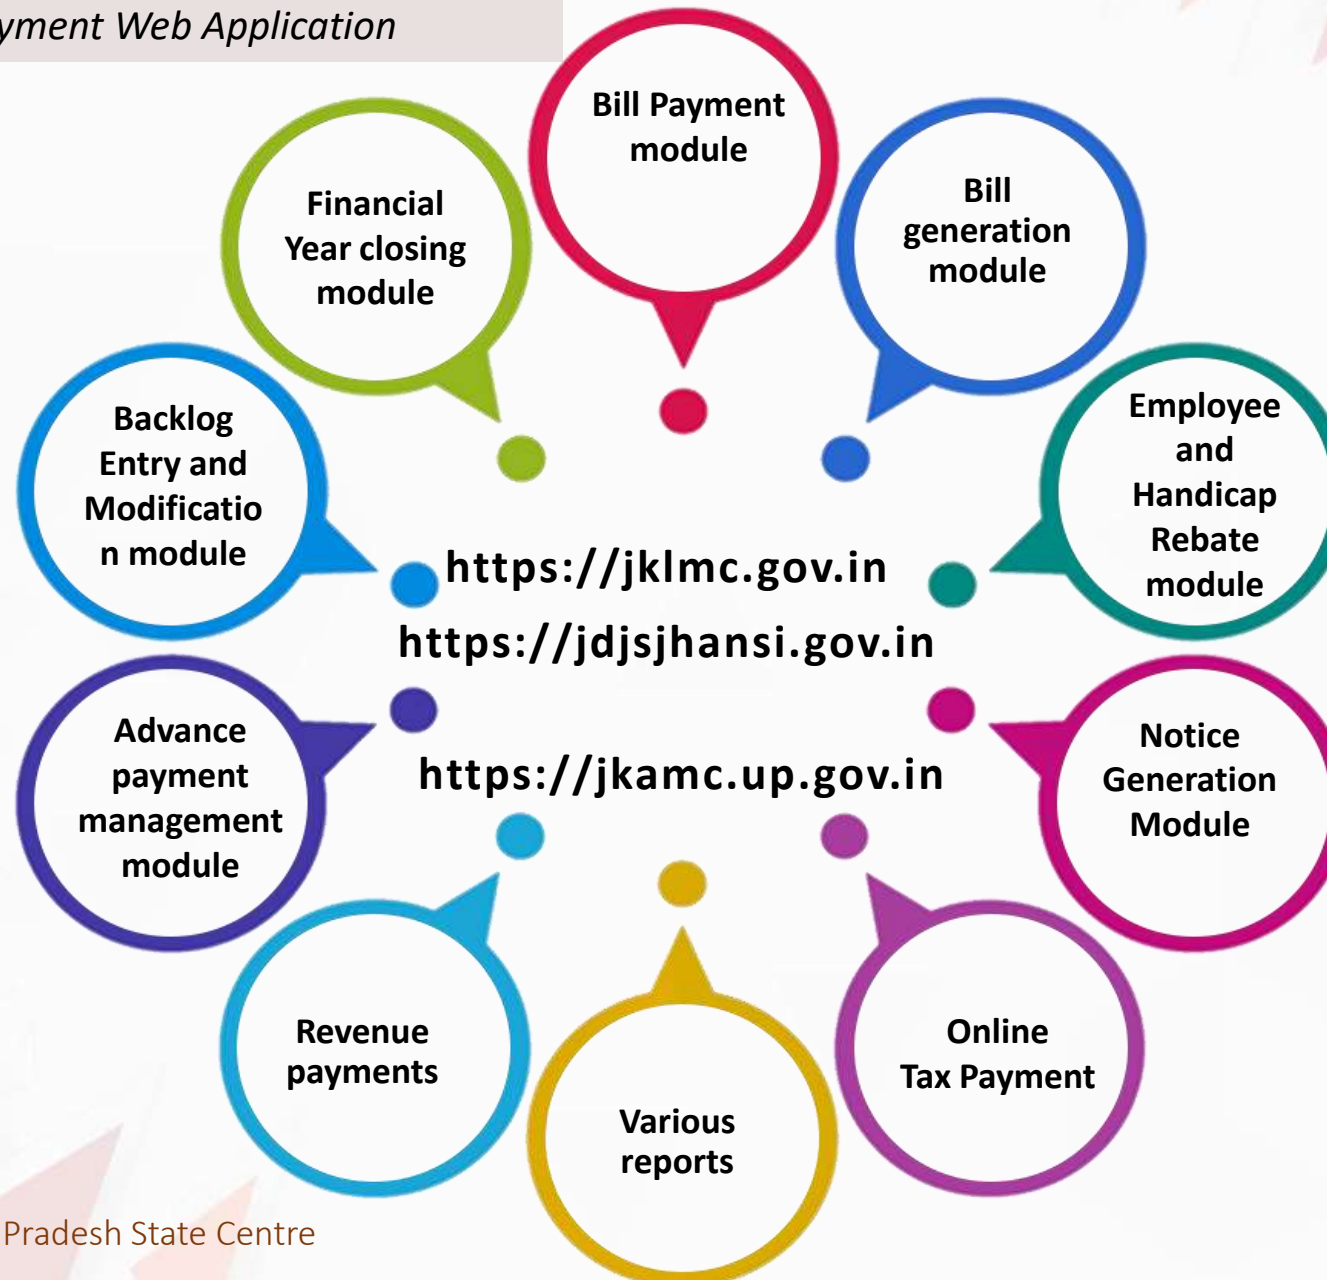 yment Web Application
Bill Payment
module
Financial
Year closing
module
Bill
generation
module
Backlog
Entry and
Modificatio
n module
Employee
and
Handicap
Rebate
module
https://jklmc.gov.in
https://jdjsjhansi.gov.in
https://jkamc.up.gov.in
Advance
payment
management
module
Notice
Generation
Module
Revenue
payments
Online
Tax Payment
Various
reports
Pradesh State Centre